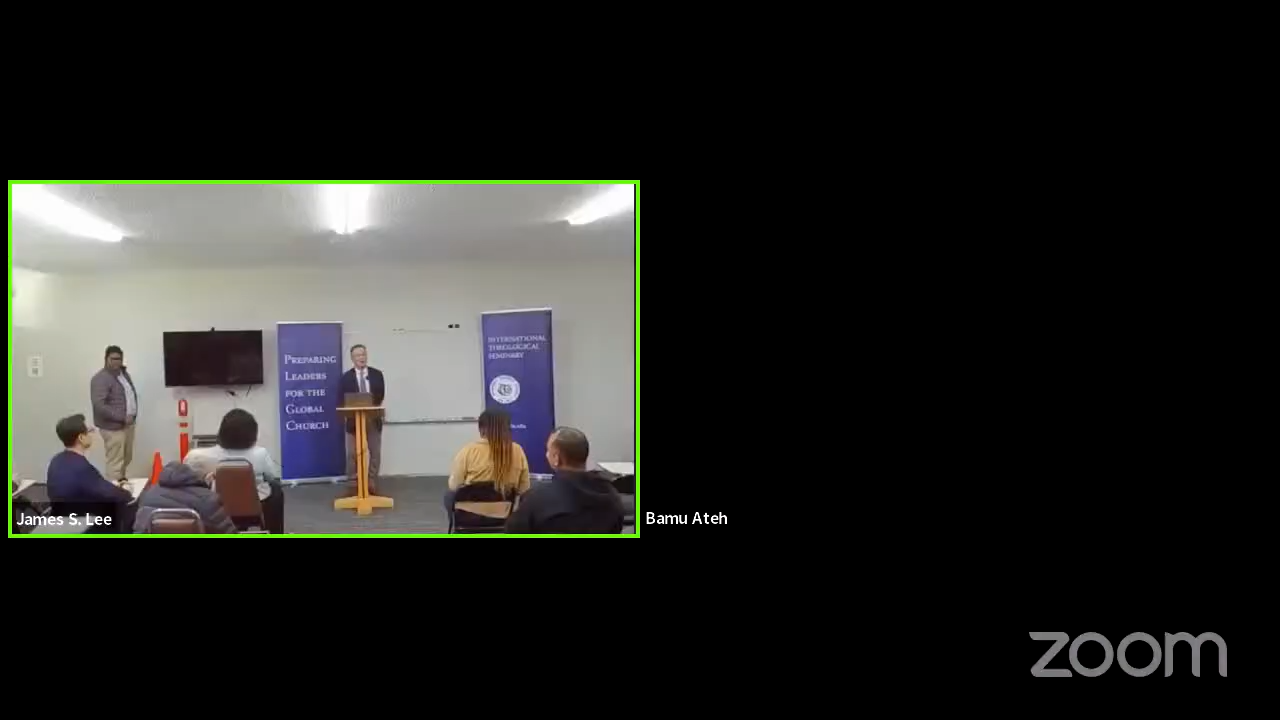 PREPARING
LEADERS
FOR THE
GLOBAL
CHURCH
INTERNATIONAL
THEOLOGICAL
SEMINARY
James S. Lee
Bamu Ateh
zoom